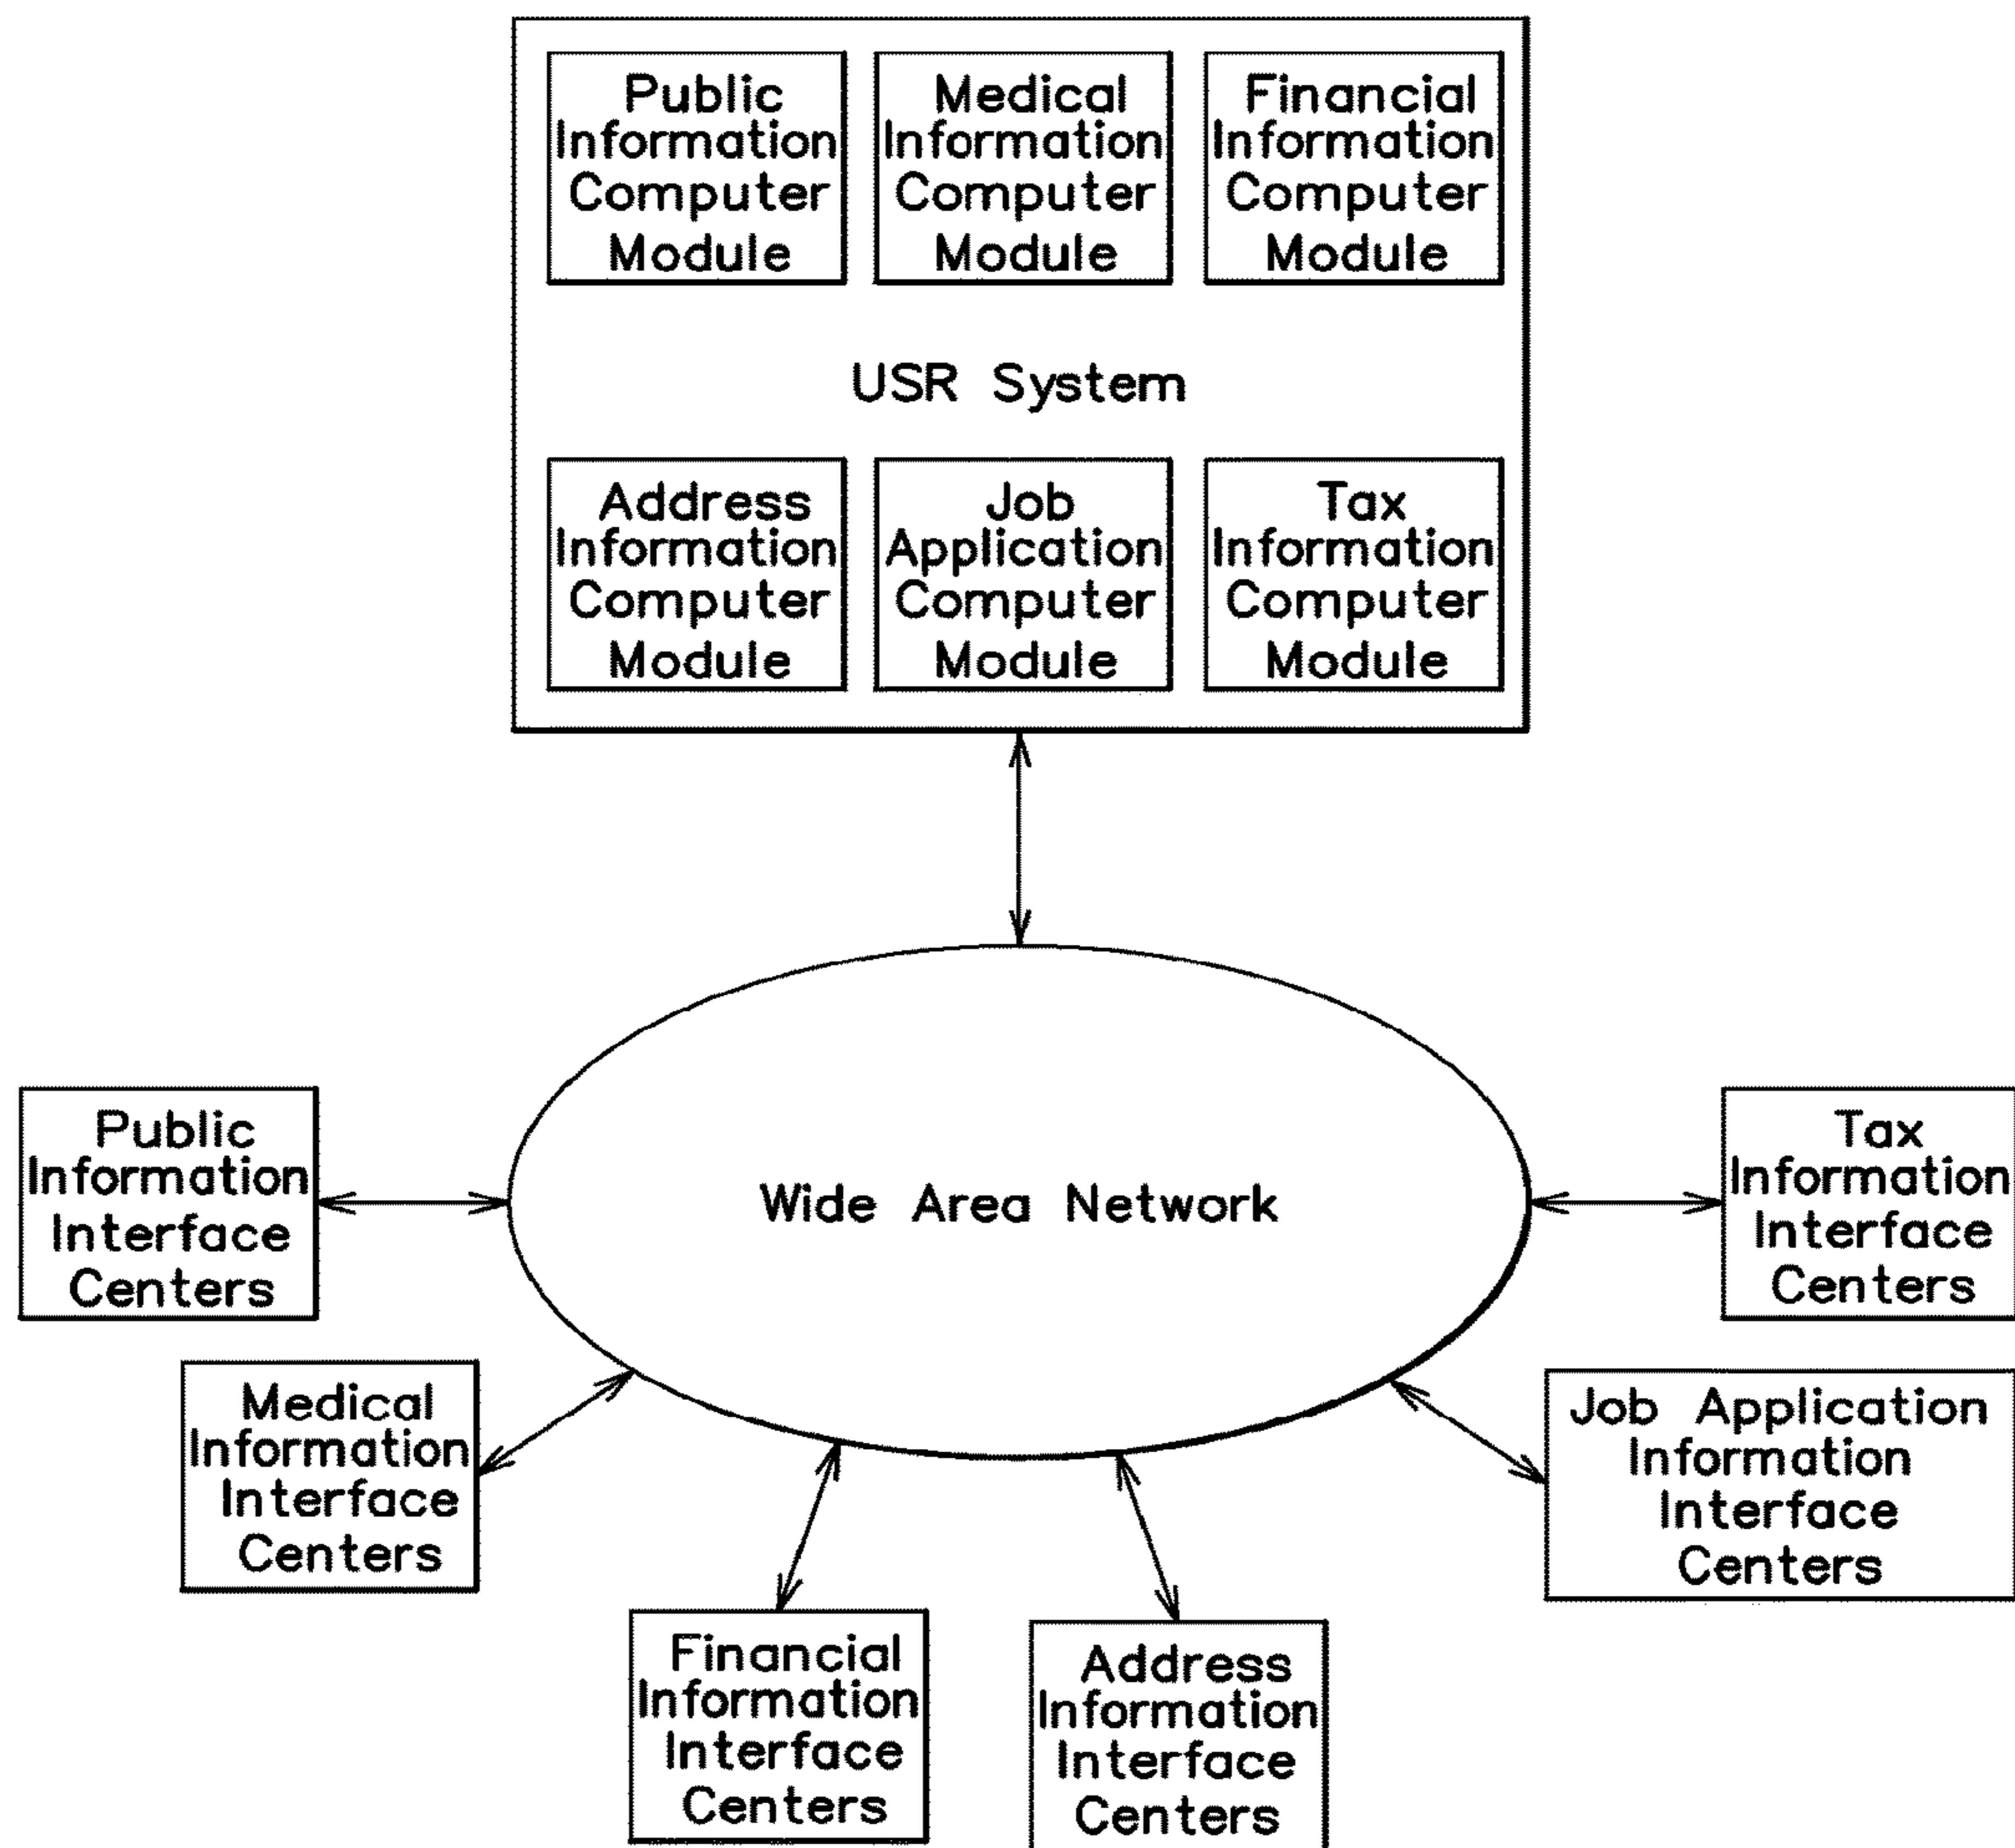 Public
Information
Computer
Module
Medical
Information
Computer
Module
Financial
Information
Computer
Module
USR System
Address
Information
Computer
Module
Job
Application
Computer
Module
Tax
Information
Computer
Module
Wide Area Network
Public
Information
Interface
Centers
Tax
Information
Interface
Centers
Medical
Information
Interface
Centers
Job Application
Information
Interface
Centers
Financial
Information
Interface
Centers
Address
Information
Interface
Centers